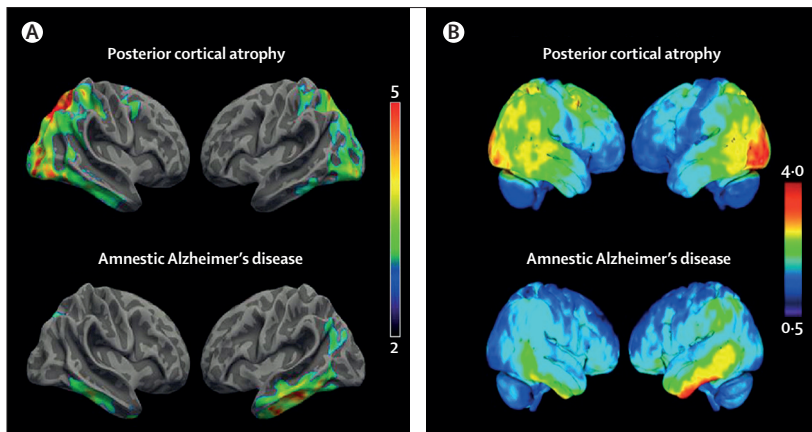 A
Posterior cortical atrophy
5
Amnestic Alzheimer's disease
2
B
Posterior cortical atrophy
4·0
Amnestic Alzheimer's disease
0·5